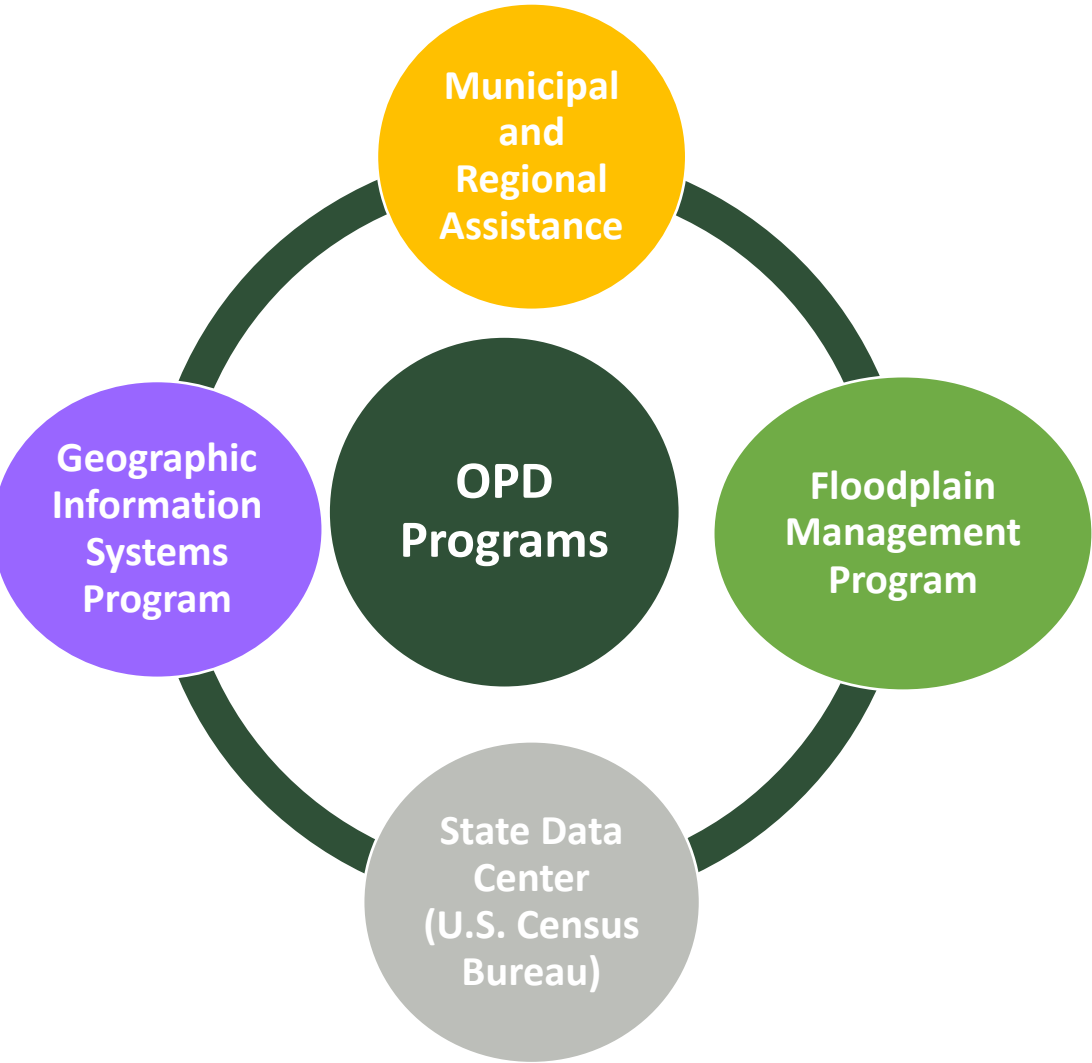 Municipal
and
Regional
Assistance
Geographic
Information
Systems
Program
OPD
Programs
Floodplain
Management
Program
State Data
Center
(U.S. Census
Bureau)